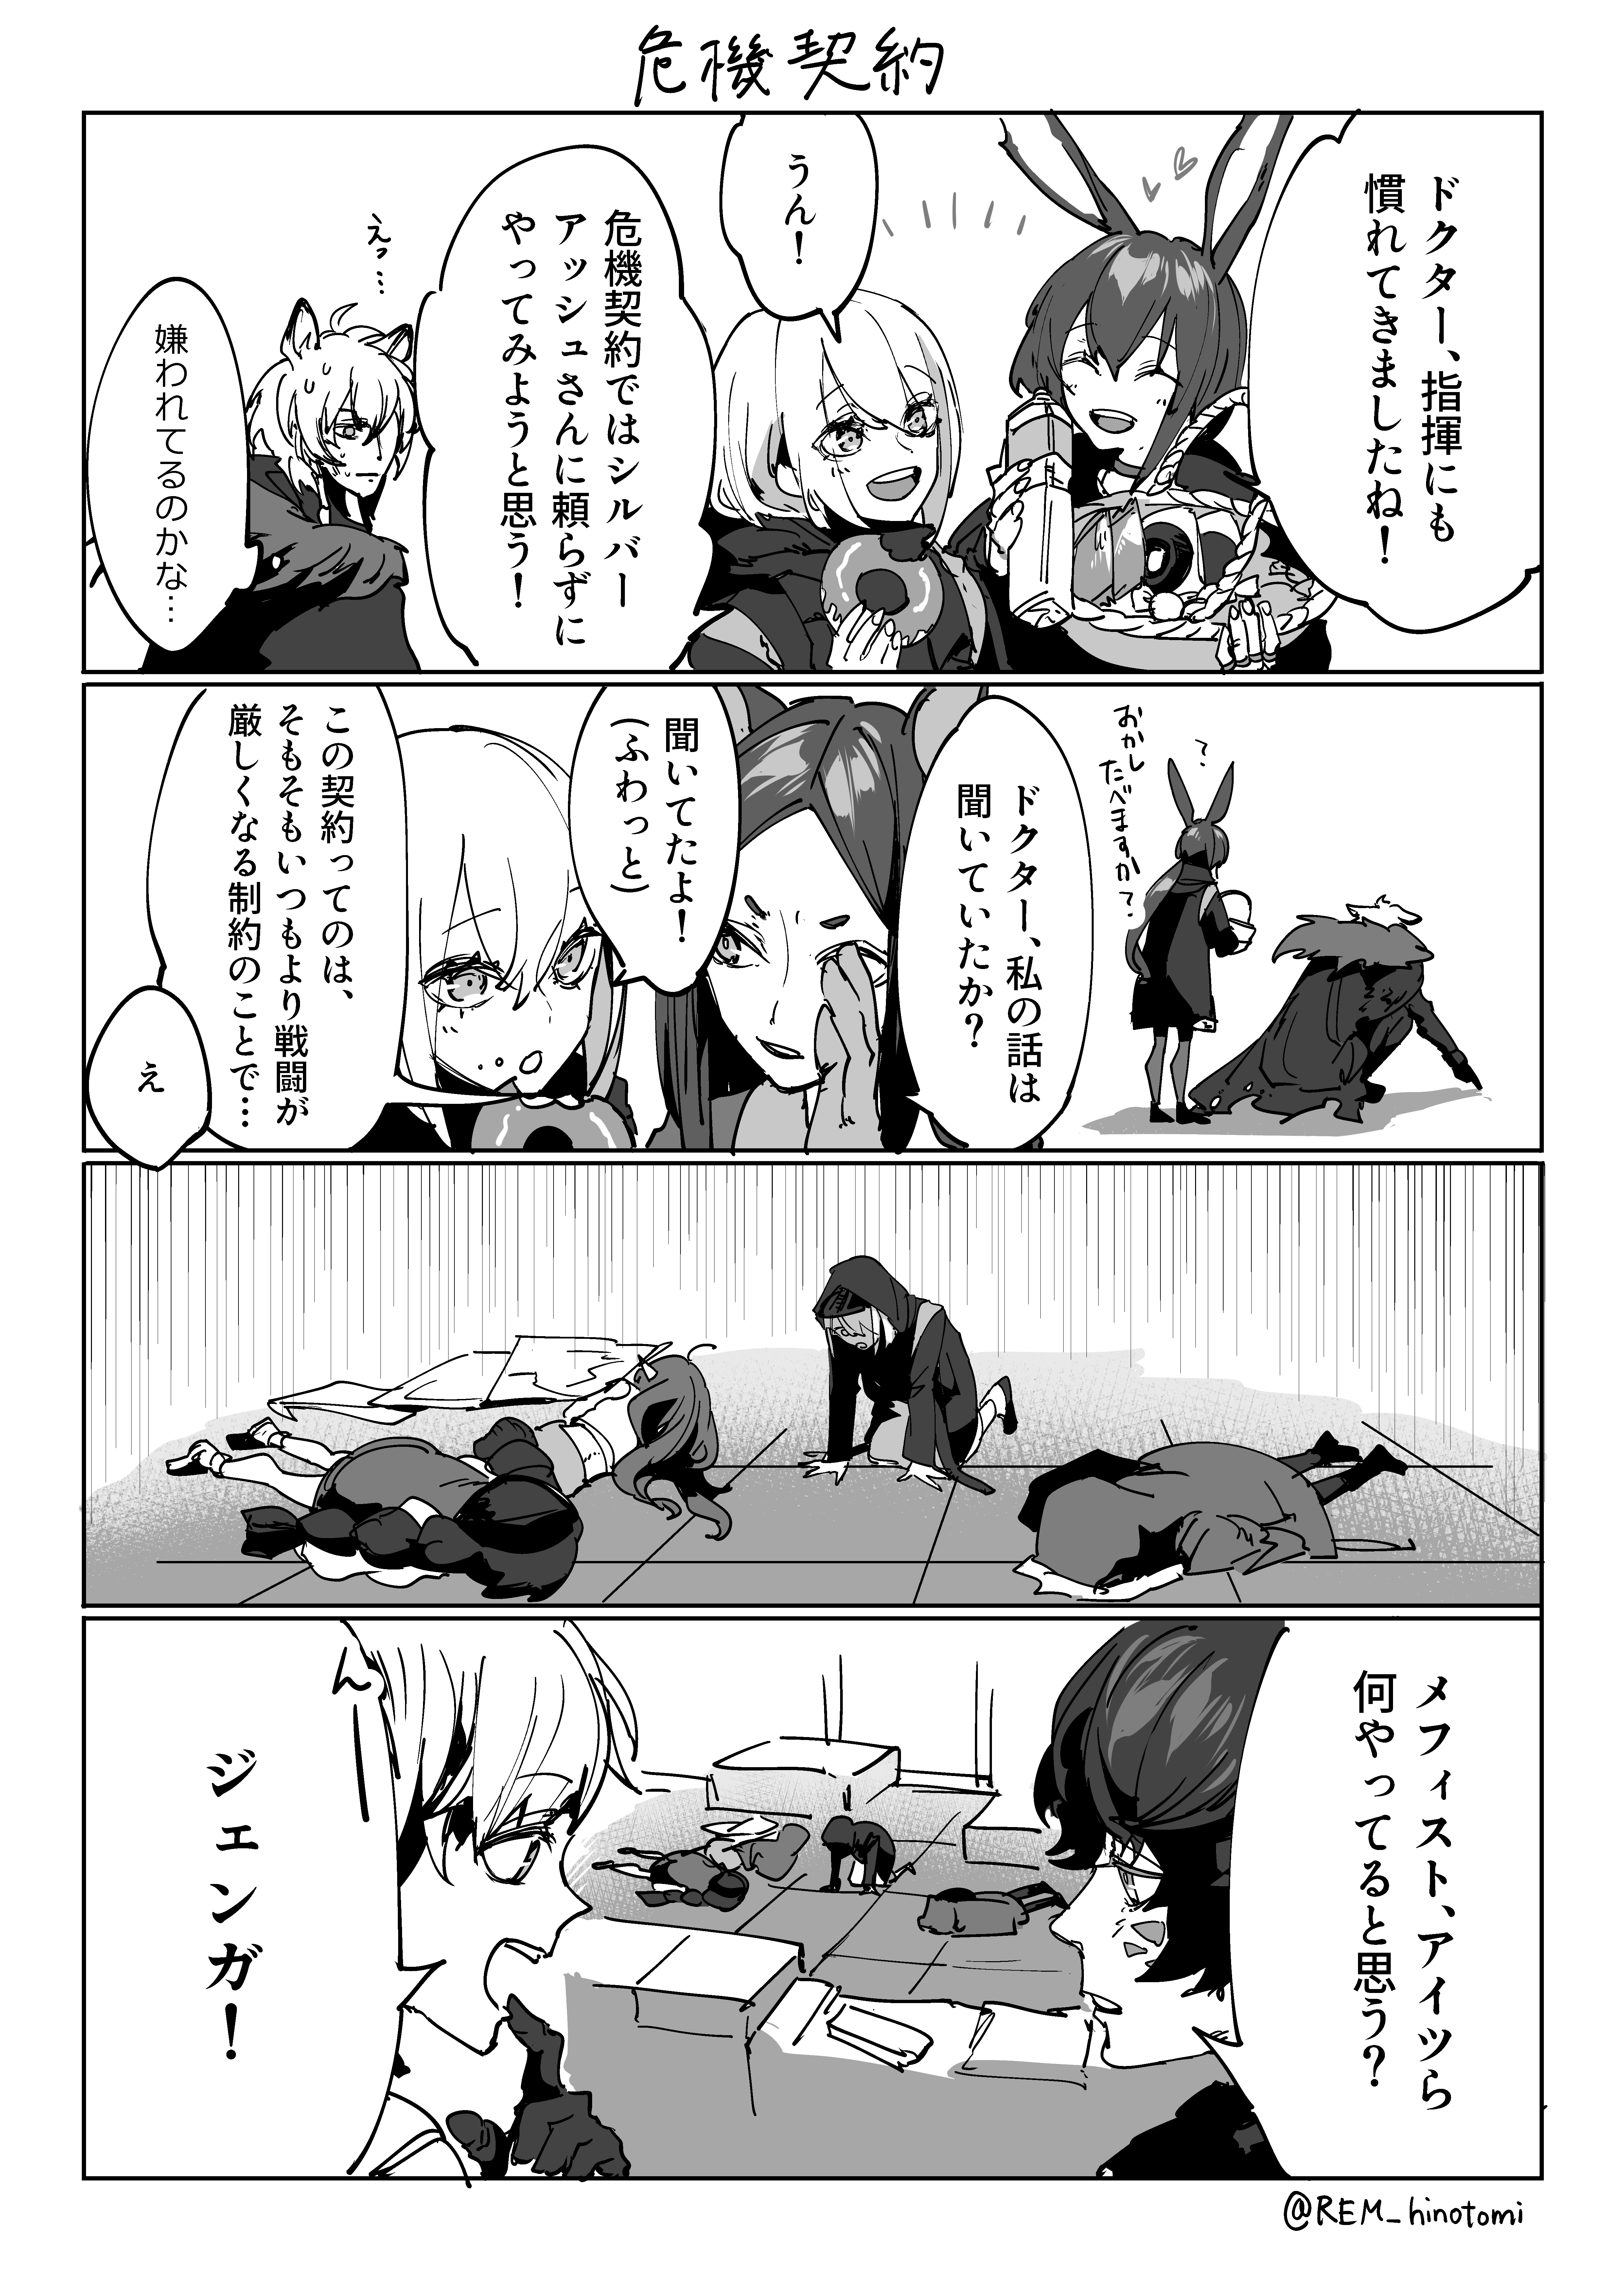 危機契約
ドクター、指揮にも
慣れてきましたね!
うん!
危機契約ではシルバー
アッシュさんに頼らずに
やってみようと思う!
えっ…
嫌われてるのかな…
?
おかし
たべますか?
ドクター、私の話は
聞いていたか?
聞いてたよ!
(ふわっと)
この契約ってのは、
そもそもいつもより戦闘が
厳しくなる制約のことで…
え
メフィスト、アイツら
何やってると思う?
ん
ジェンガ!
@REM_hinotomi